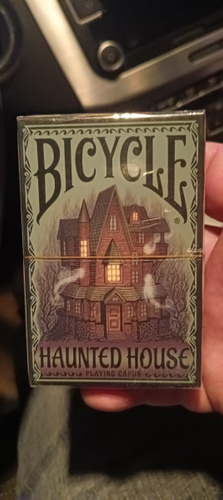 BICYCLE
®
HAUNTED HOUSE
PLAYING CARDS